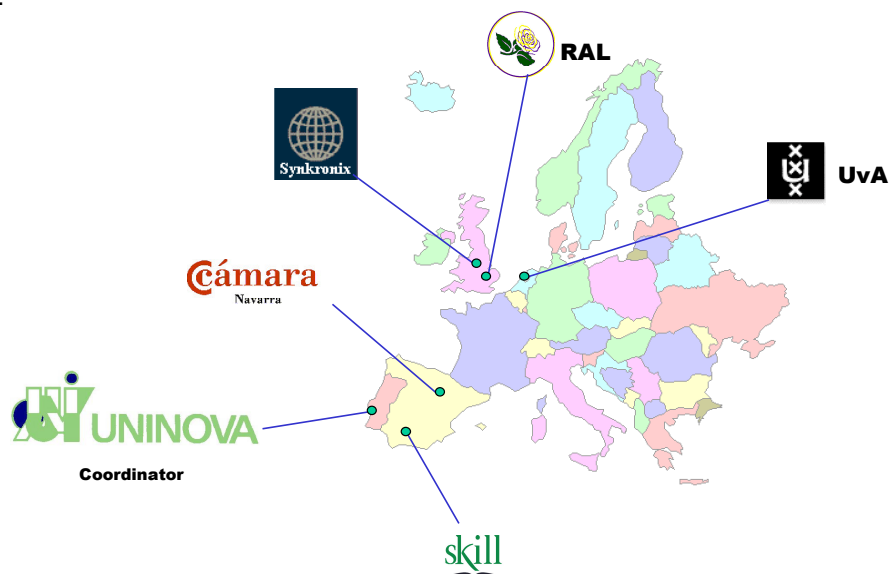 RAL
Synkronix
UvA
Cámara
Navarra
UNINOVA
Coordinator
skill